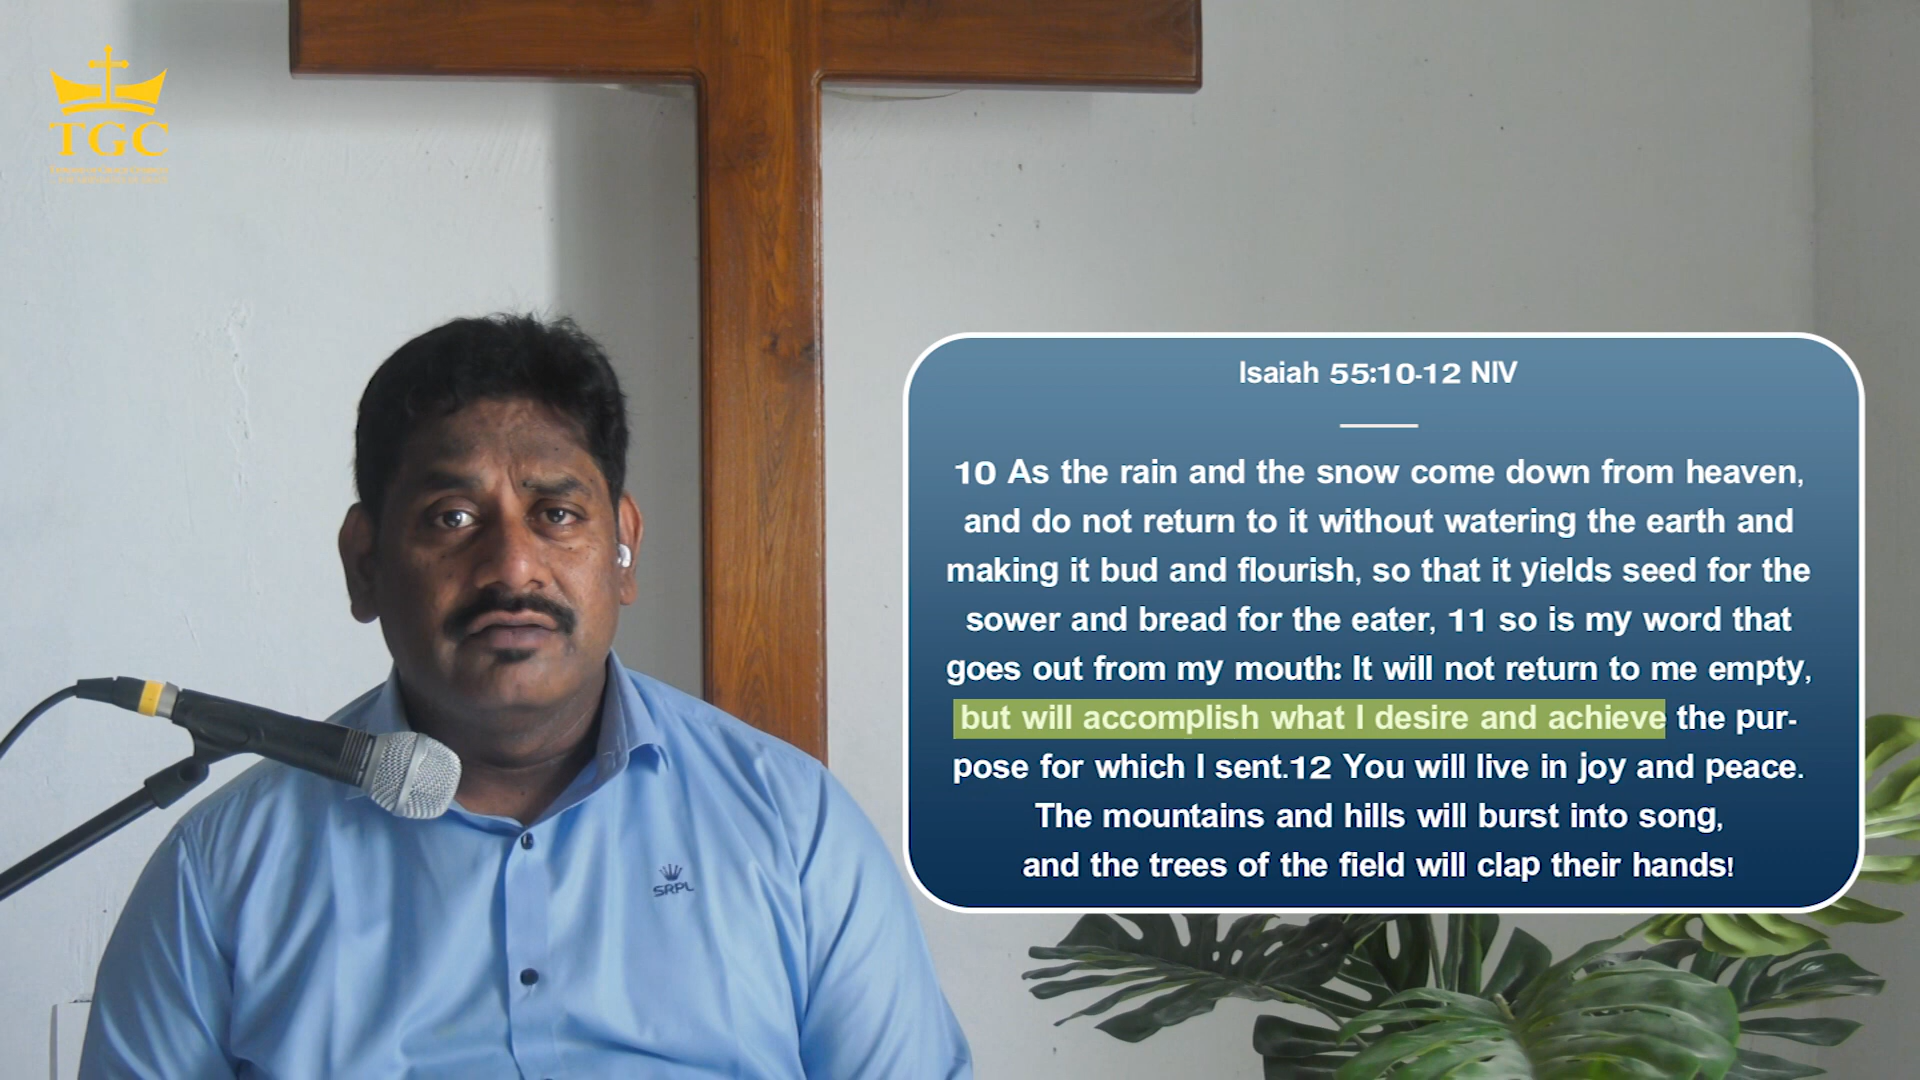 TGC
SRPL
Isaiah 55:10-12 NIV
10 As the rain and the snow come down from heaven,
and do not return to it without watering the earth and
making it bud and flourish, so that it yields seed for the
sower and bread for the eater, 11 so is my word that
goes out from my mouth: It will not return to me empty,
but will accomplish what I desire and achieve the pur-
pose for which I sent.12 You will live in joy and peace.
The mountains and hills will burst into song,
and the trees of the field will clap their hands!